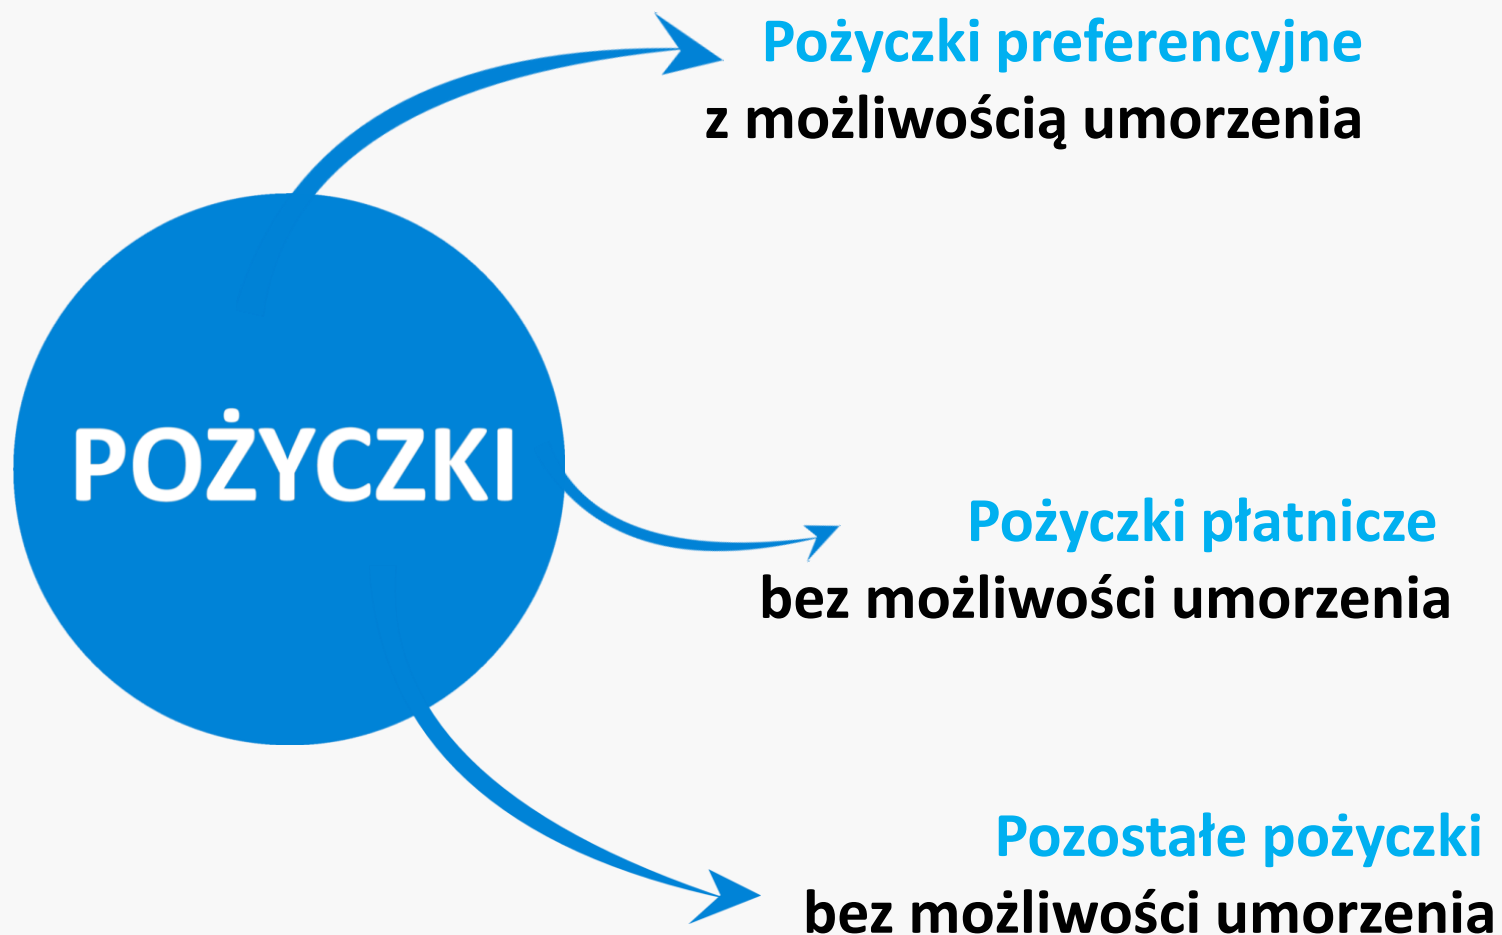 Pożyczki preferencyjne
z możliwością umorzenia
POŻYCZKI
Pożyczki płatnicze
bez możliwości umorzenia
Pozostałe pożyczki
bez możliwości umorzenia